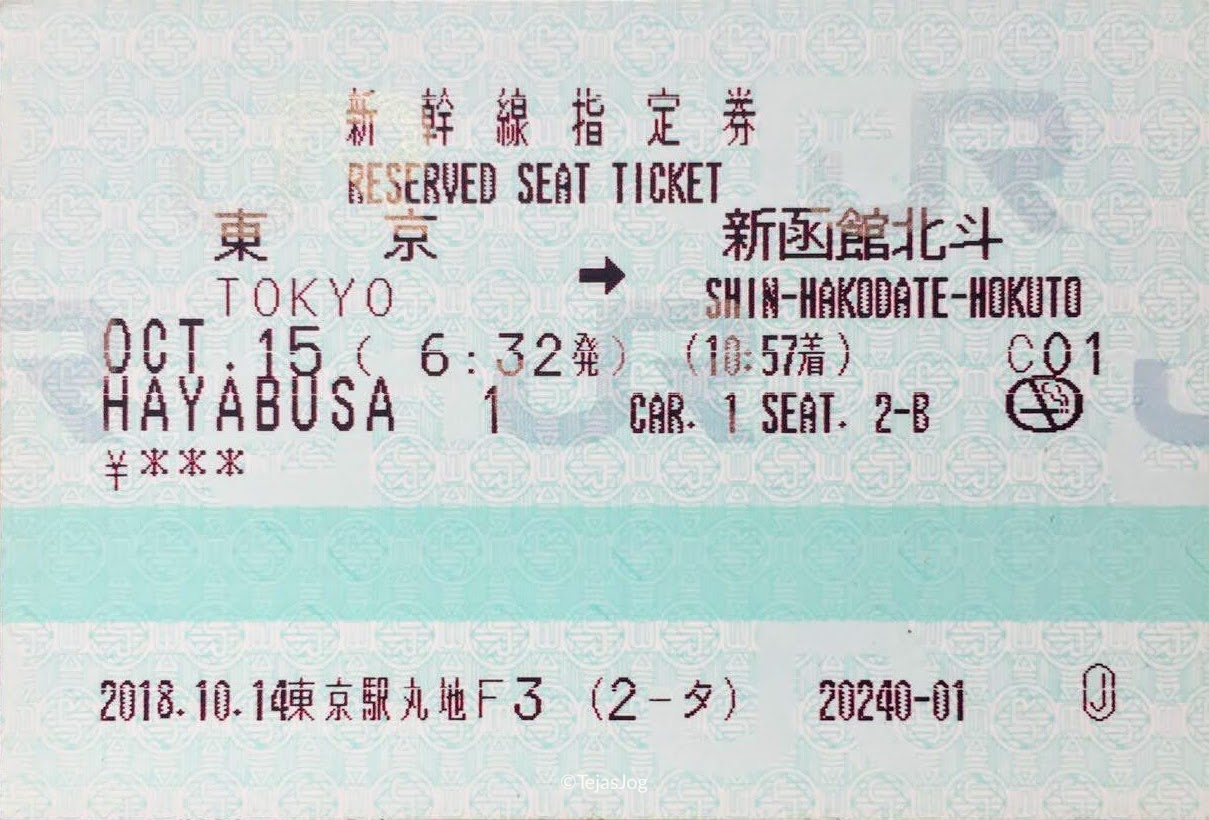 新幹線指定券
RESERVED SEAT TICKET
東京 → 新函館北斗
TOKYO SHIN-HAKODATE-HOKUTO
OCT.15( 6:32発) (10:57着) C01
HAYABUSA 1 CAR. 1 SEAT. 2-B
¥***
2018.10.14東京駅丸地F3 (2-タ) 20240-01 J
©TejasJog